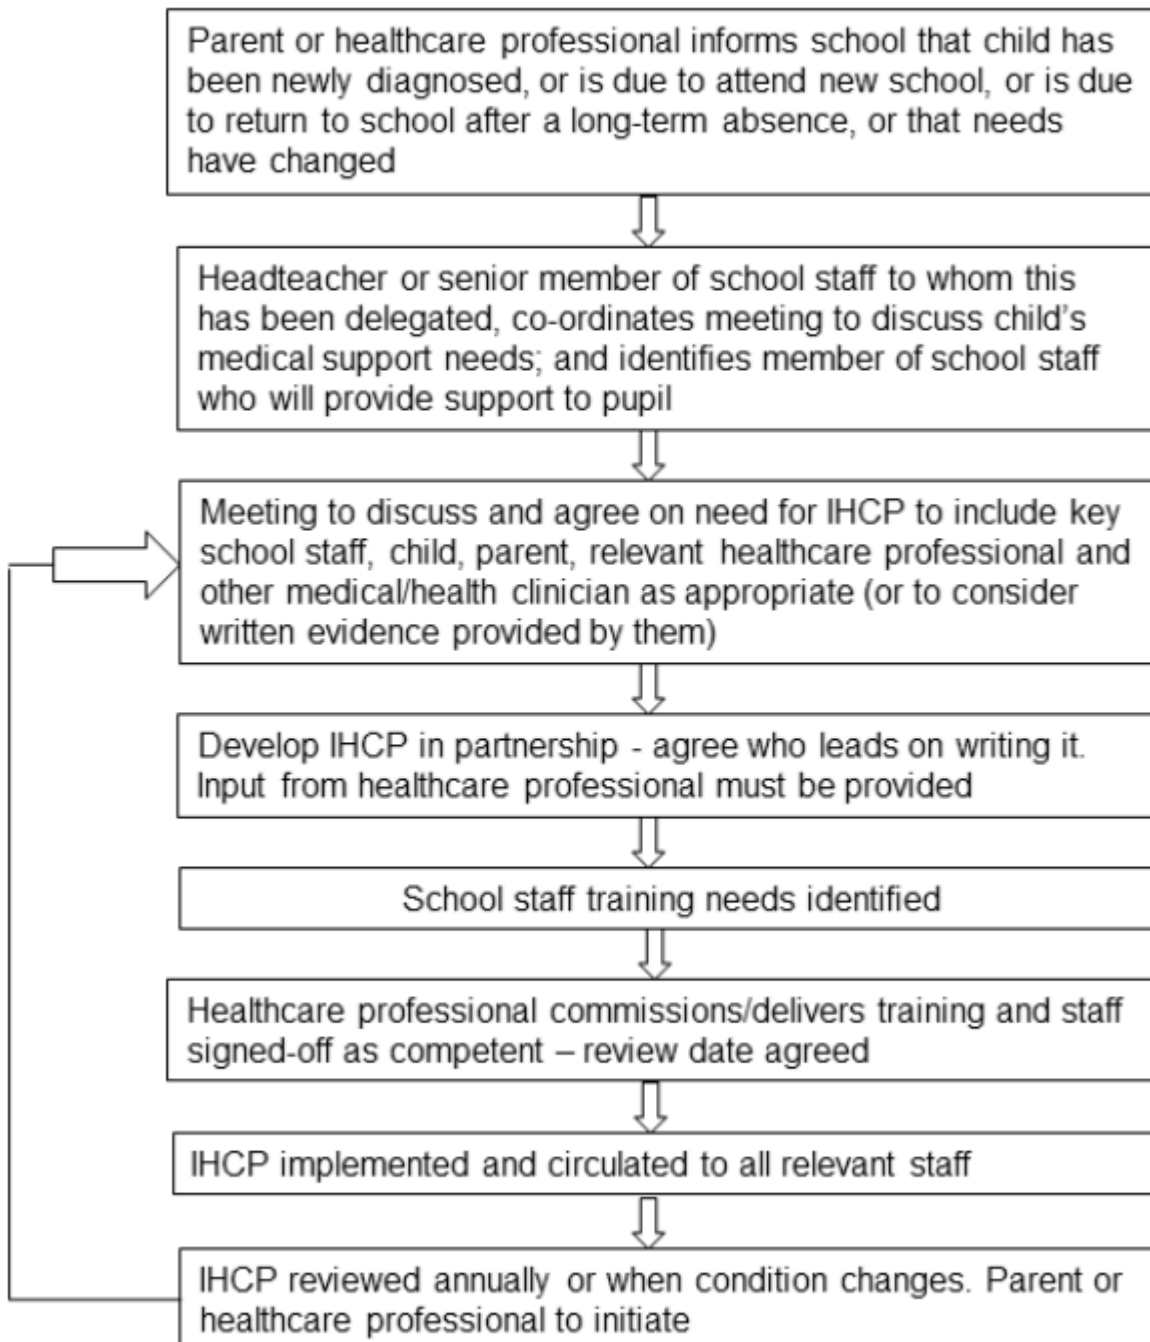 Parent or healthcare professional informs school that child has
been newly diagnosed, or is due to attend new school, or is due
to return to school after a long-term absence, or that needs
have changed
Headteacher or senior member of school staff to whom this
has been delegated, co-ordinates meeting to discuss child's
medical support needs; and identifies member of school staff
who will provide support to pupil
Meeting to discuss and agree on need for IHCP to include key
school staff, child, parent, relevant healthcare professional and
other medical/health clinician as appropriate (or to consider
written evidence provided by them)
Develop IHCP in partnership - agree who leads on writing it.
Input from healthcare professional must be provided
School staff training needs identified
Healthcare professional commissions/delivers training and staff
signed-off as competent – review date agreed
IHCP implemented and circulated to all relevant staff
IHCP reviewed annually or when condition changes. Parent or
healthcare professional to initiate